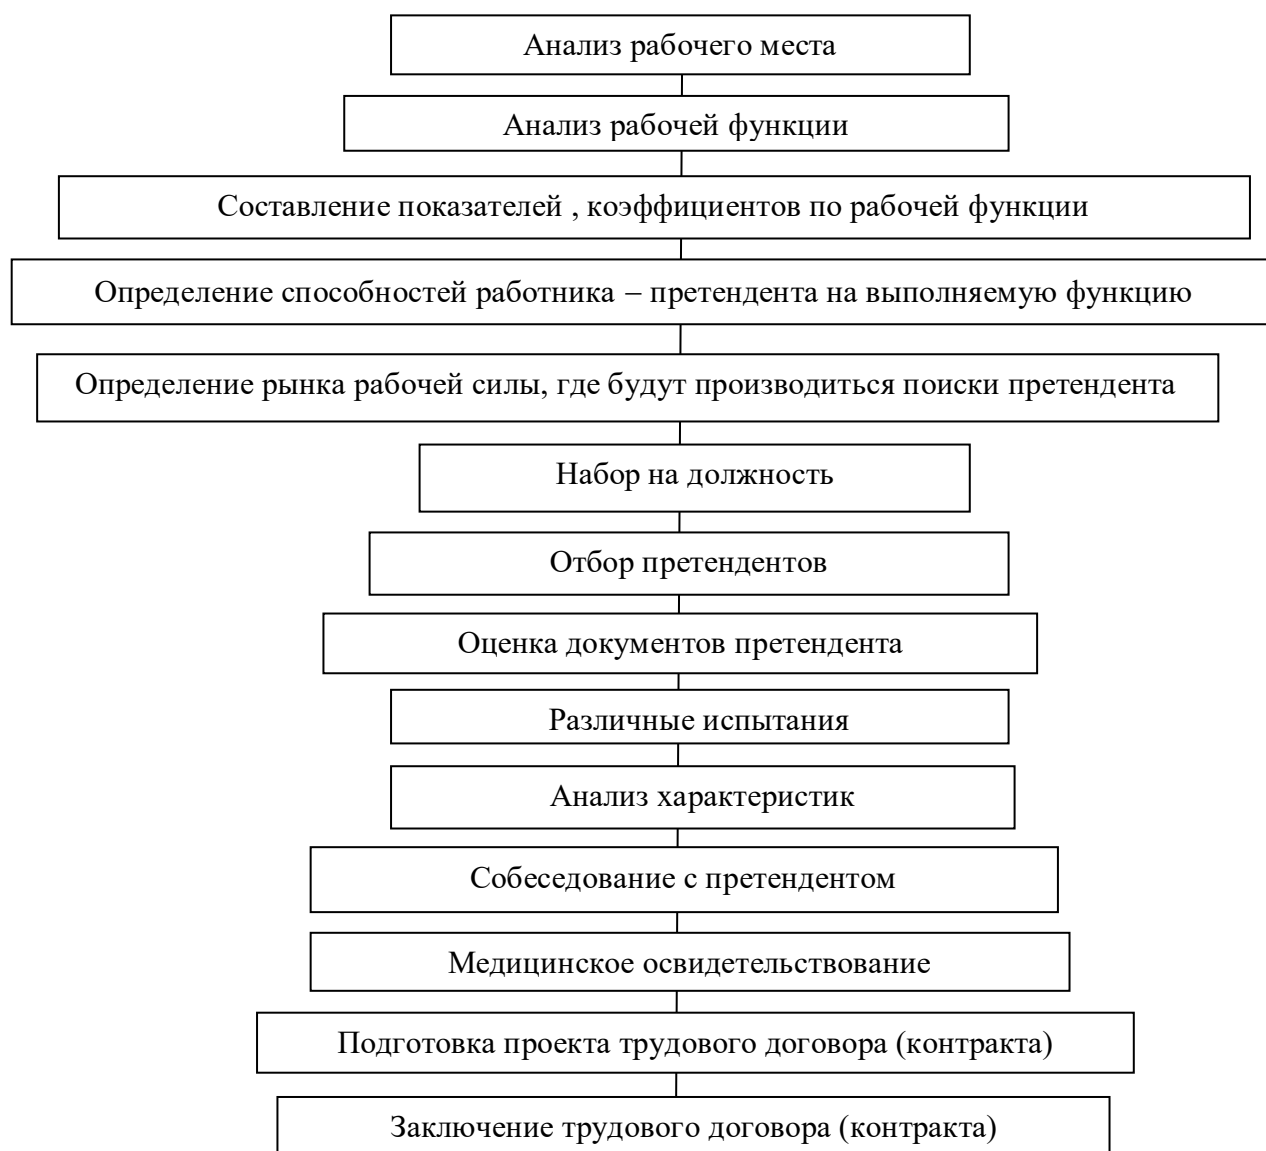 Анализ рабочего места
Анализ рабочей функции
Составление показателей , коэффициентов по рабочей функции
Определение способностей работника – претендента на выполняемую функцию
Определение рынка рабочей силы, где будут производиться поиски претендента
Набор на должность
Отбор претендентов
Оценка документов претендента
Различные испытания
Анализ характеристик
Собеседование с претендентом
Медицинское освидетельствование
Подготовка проекта трудового договора (контракта)
Заключение трудового договора (контракта)